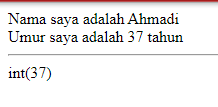 Nama saya adalah Ahmadi
Umur saya adalah 37 tahun
int(37)